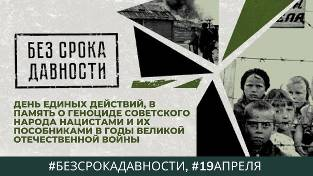 БЕЗ СРОКА
ДАВНОСТИ
ДЕНЬ ЕДИНЫХ ДЕЙСТВИЙ, В
ПАМЯТЬ О ГЕНОЦИДЕ СОВЕТСКОГО
НАРОДА НАЦИСТАМИ И ИХ
ПОСОБНИКАМИ В ГОДЫ ВЕЛИКОЙ
ОТЕЧЕСТВЕННОЙ ВОЙНЫ
#БЕЗСРОКАДАВНОСТИ, #19АПРЕЛЯ